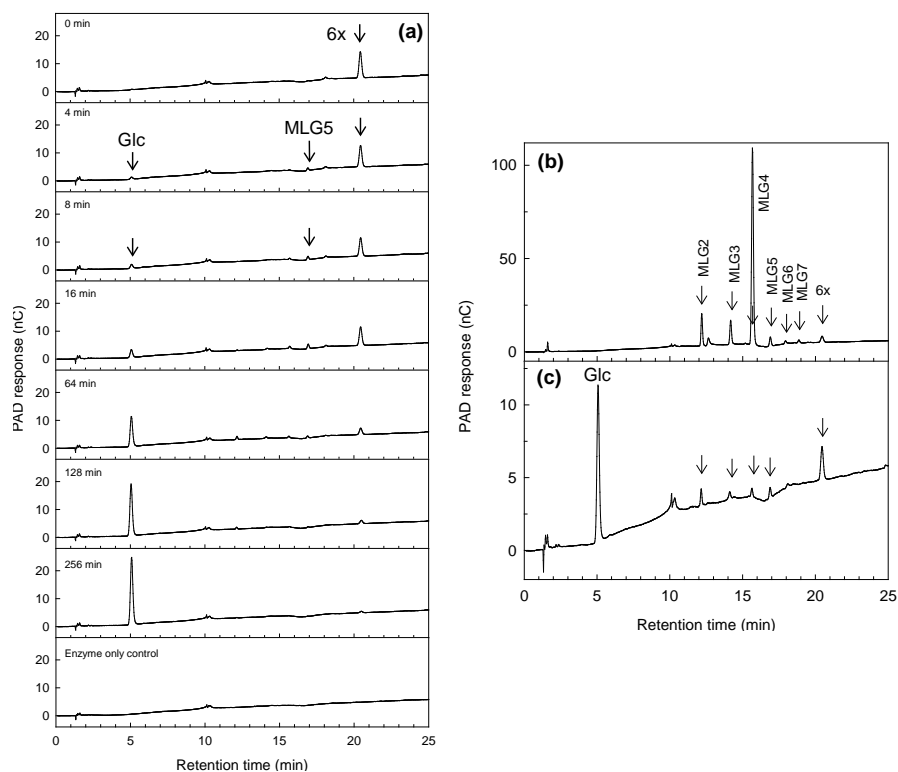 0 min
6x
(a)
20
10
0
4 min
Glc
MLG5
20
10
0
8 min
20
10
0
16 min
20
10
0
64 min
20
10
0
128 min
20
10
0
256 min
20
10
0
Enzyme only control
20
10
0
0 5 10 15 20 25
Retention time (min)
PAD response (nC)
(b)
100
50
0
MLG2
MLG3
MLG4
MLG5
MLG6
MLG7
6x
(c)
Glc
10
5
0
0 5 10 15 20 25
Retention time (min)
PAD response (nC)